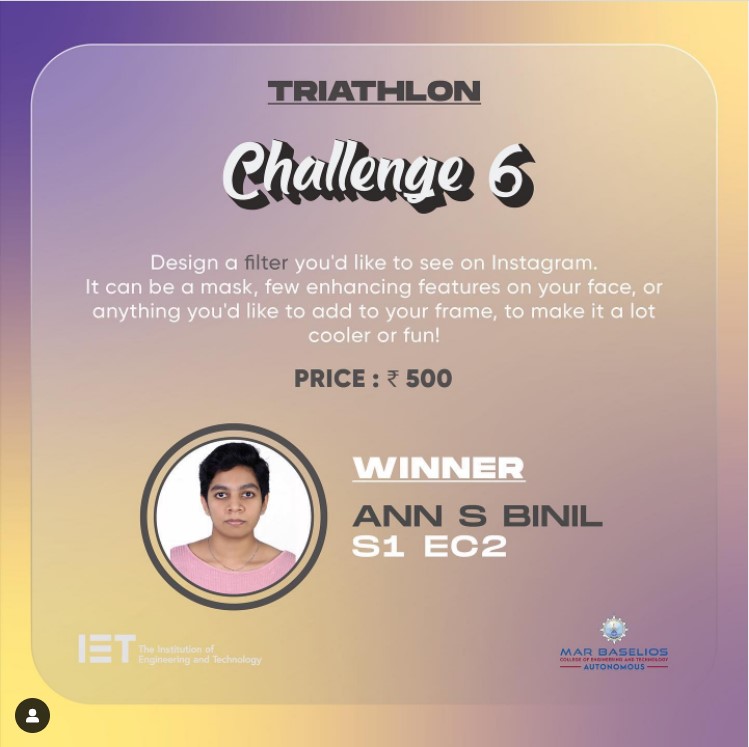 TRIATHLON
Challenge 6
Design a filter you'd like to see on Instagram.
It can be a mask, few enhancing features on your face, or
anything you'd like to add to your frame, to make it a lot
cooler or fun!
PRICE : ₹ 500
WINNER
ANN S BINIL
S1 EC2
IET The Institution of
Engineering and Technology
MAR BASELIOS
COLLEGE OF ENGINEERING AND TECHNOLOGY
AUTONOMOUS